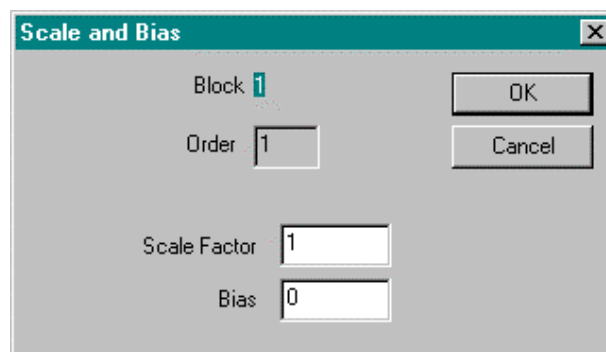 Scale and Bias
Block 1
OK
Order 1
Cancel
Scale Factor 1
Bias 0